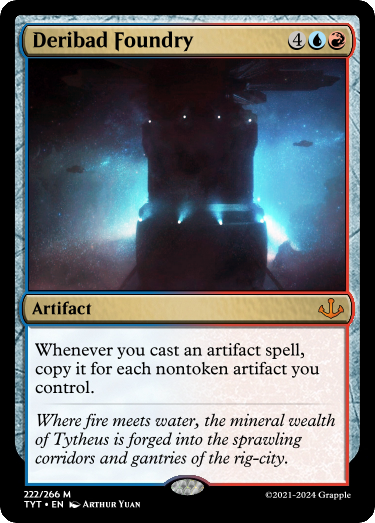 Deribad Foundry 4
Artifact
Whenever you cast an artifact spell,
copy it for each nontoken artifact you
control.
Where fire meets water, the mineral wealth
of Tytheus is forged into the sprawling
corridors and gantries of the rig-city.
222/266 M
TYT • EN Arthur Yuan
©2021-2024 Grapple